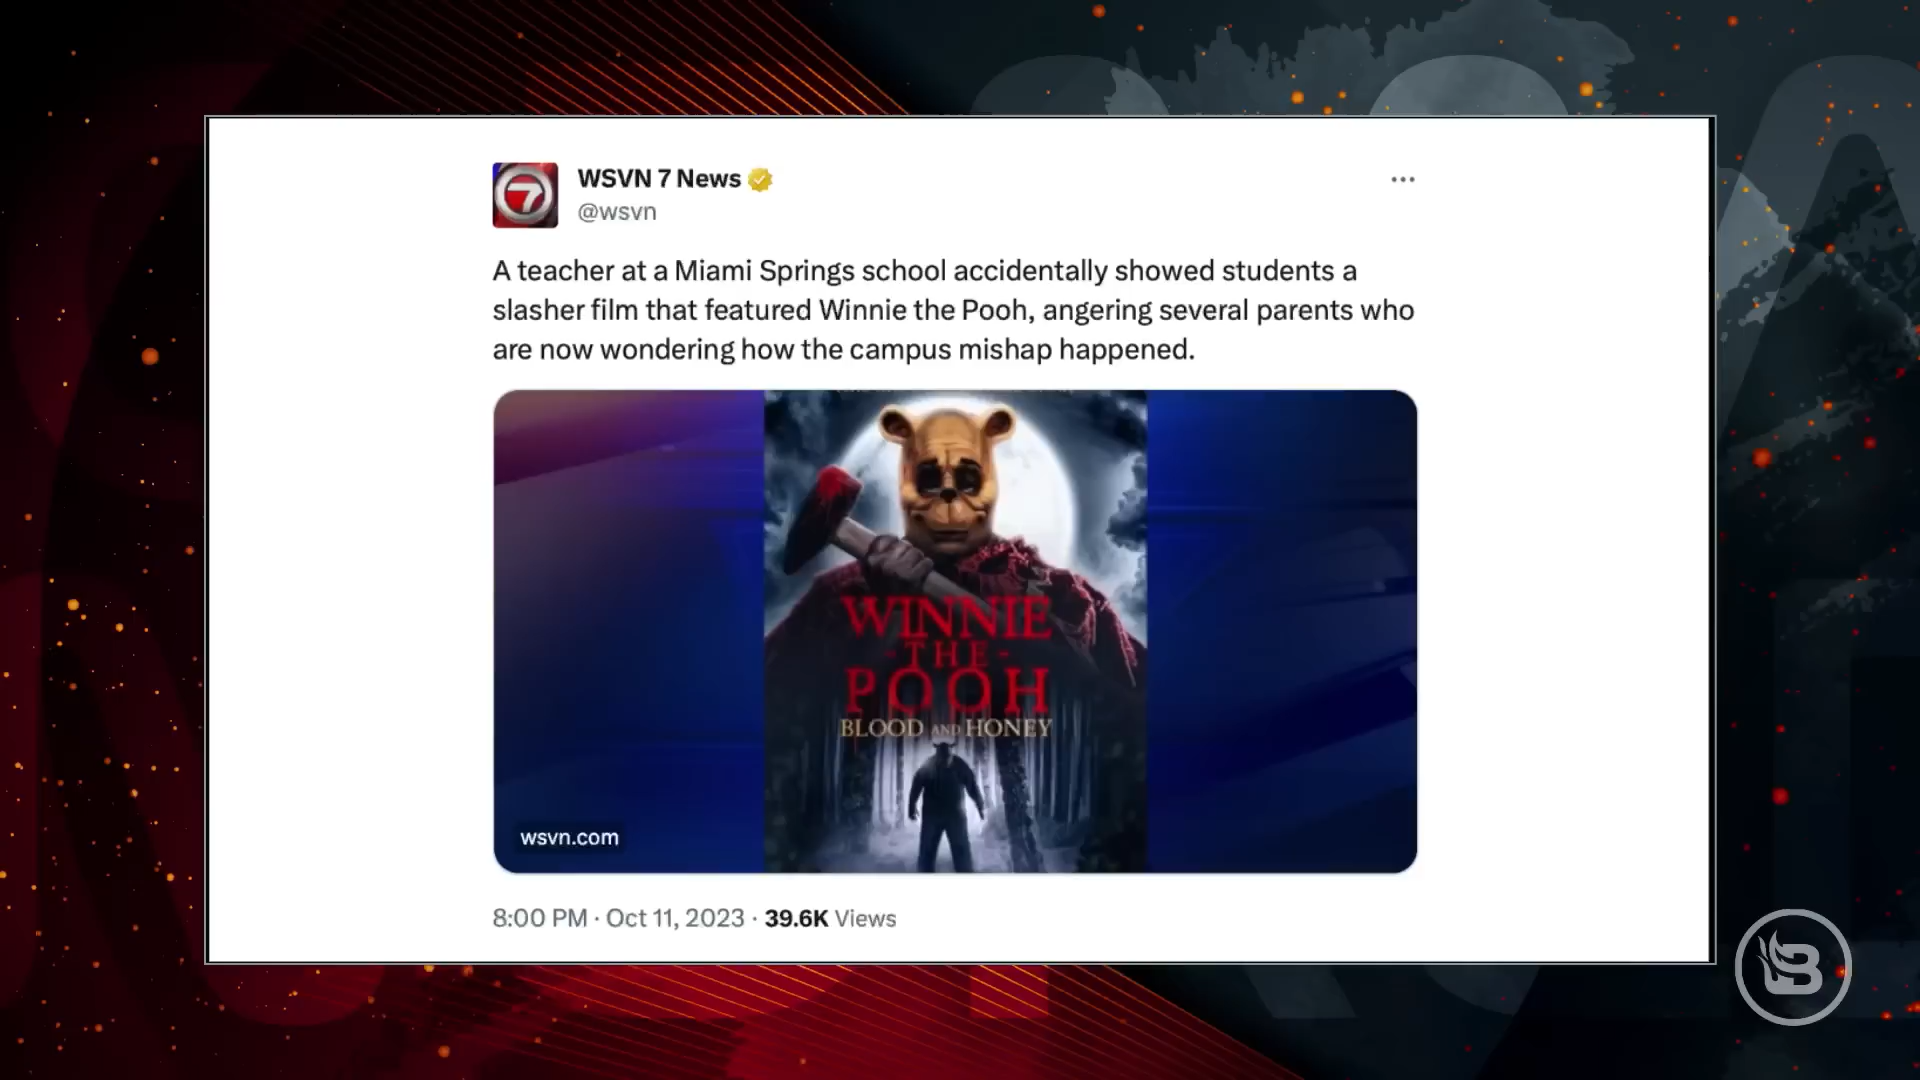 WSVN 7 News
@wsvn
A teacher at a Miami Springs school accidentally showed students a
slasher film that featured Winnie the Pooh, angering several parents who
are now wondering how the campus mishap happened.
WINNIE
-THE-
POOH
BLOOD AND HONEY
wsvn.com
8:00 PM · Oct 11, 2023 · 39.6K Views
B